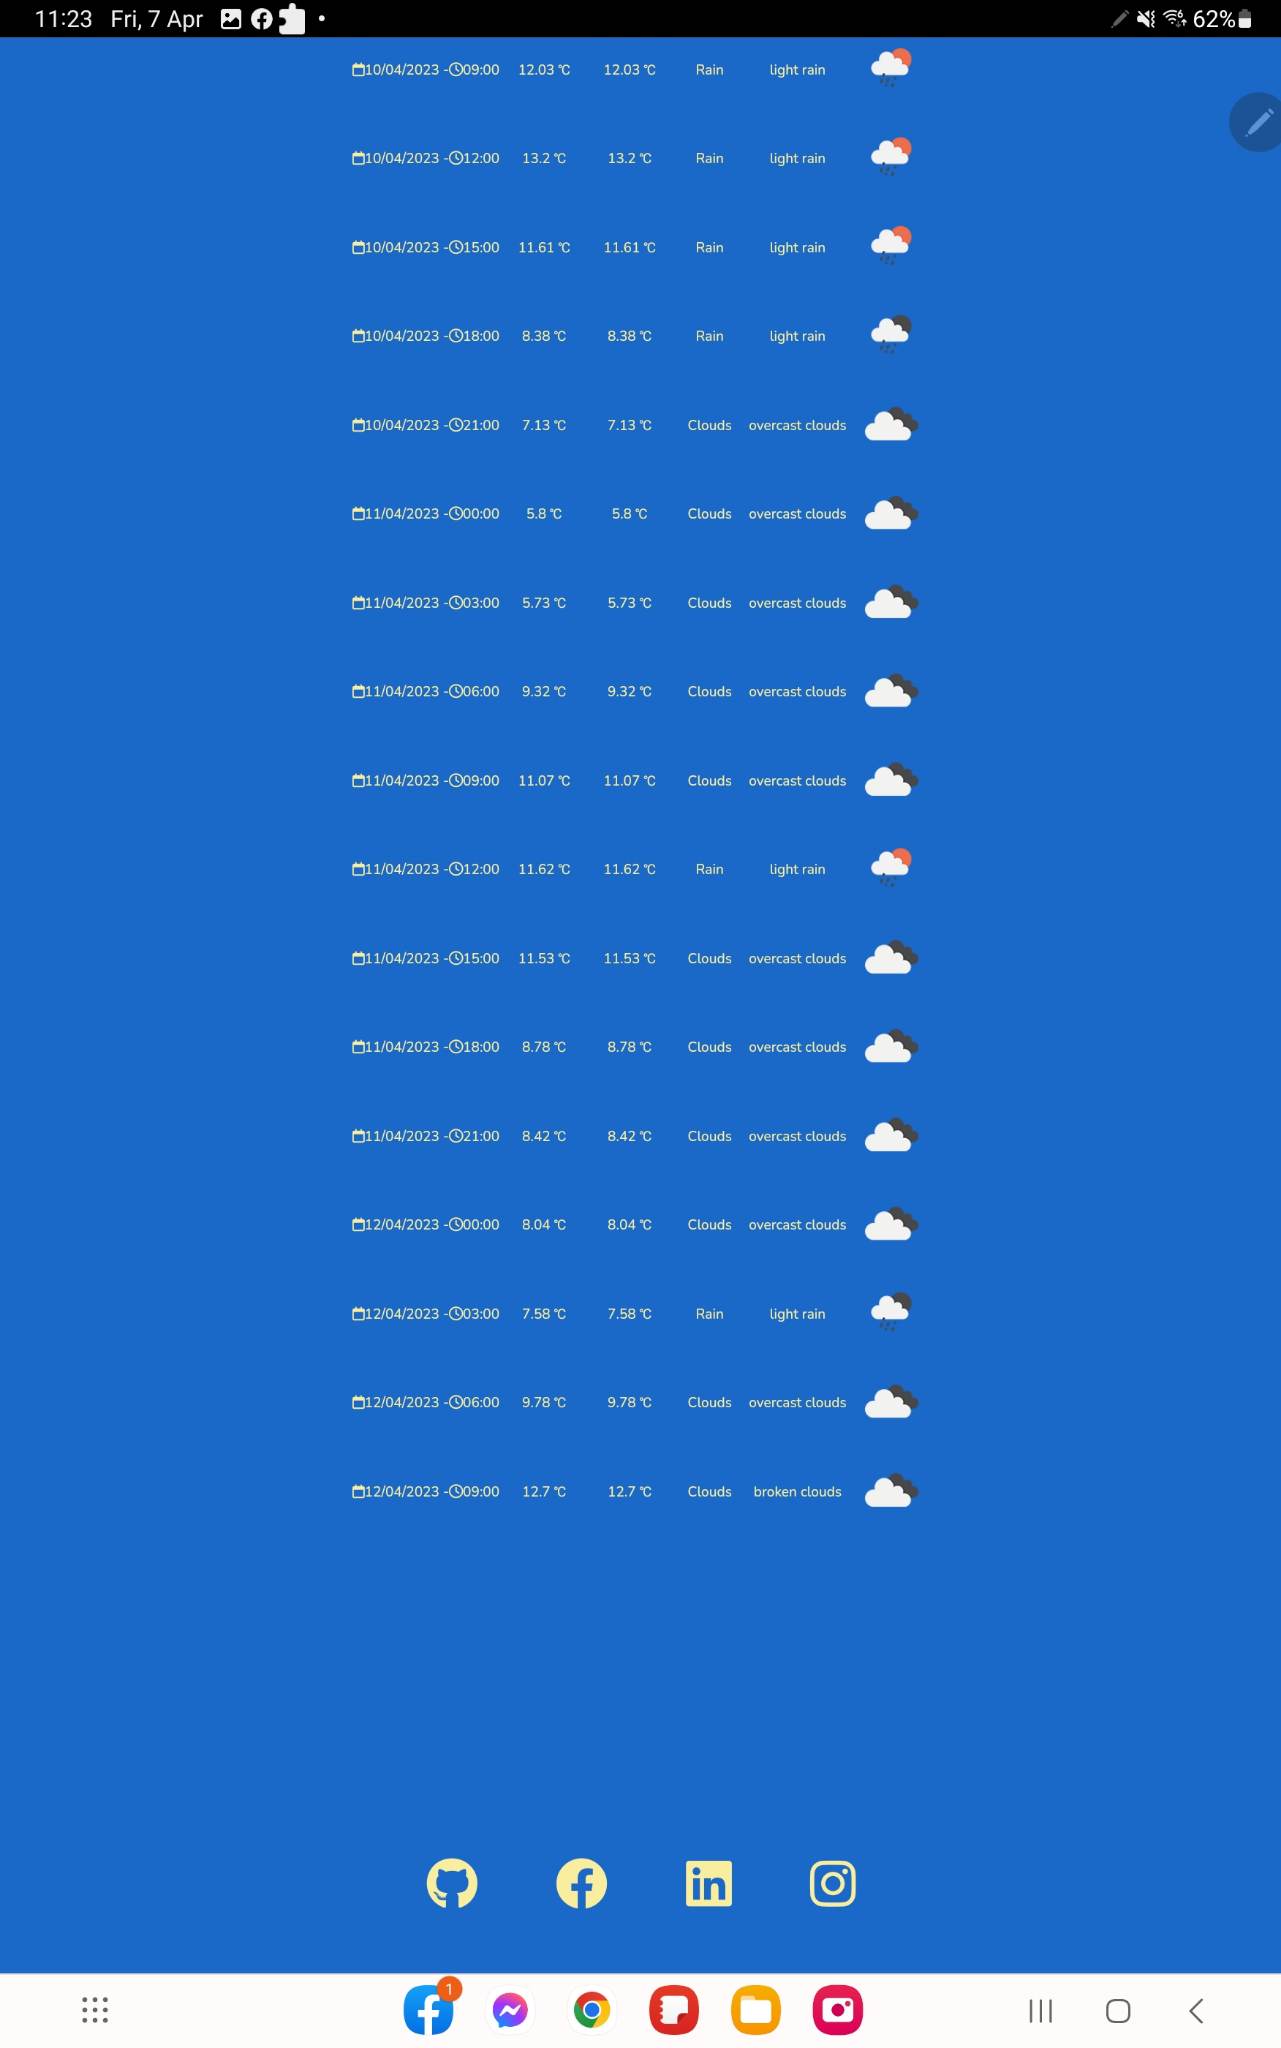 11:23 Fri, 7 Apr 62%
10/04/2023 - 09:00 12.03 °C 12.03 °C Rain light rain
10/04/2023 - 12:00 13.2 °C 13.2 °C Rain light rain
10/04/2023 - 15:00 11.61 °C 11.61 °C Rain light rain
10/04/2023 - 18:00 8.38 °C 8.38 °C Rain light rain
10/04/2023 - 21:00 7.13 °C 7.13 °C Clouds overcast clouds
11/04/2023 - 00:00 5.8 °C 5.8 °C Clouds overcast clouds
11/04/2023 - 03:00 5.73 °C 5.73 °C Clouds overcast clouds
11/04/2023 - 06:00 9.32 °C 9.32 °C Clouds overcast clouds
11/04/2023 - 09:00 11.07 °C 11.07 °C Clouds overcast clouds
11/04/2023 - 12:00 11.62 °C 11.62 °C Rain light rain
11/04/2023 - 15:00 11.53 °C 11.53 °C Clouds overcast clouds
11/04/2023 - 18:00 8.78 °C 8.78 °C Clouds overcast clouds
11/04/2023 - 21:00 8.42 °C 8.42 °C Clouds overcast clouds
12/04/2023 - 00:00 8.04 °C 8.04 °C Clouds overcast clouds
12/04/2023 - 03:00 7.58 °C 7.58 °C Rain light rain
12/04/2023 - 06:00 9.78 °C 9.78 °C Clouds overcast clouds
12/04/2023 - 09:00 12.7 °C 12.7 °C Clouds broken clouds
in
1